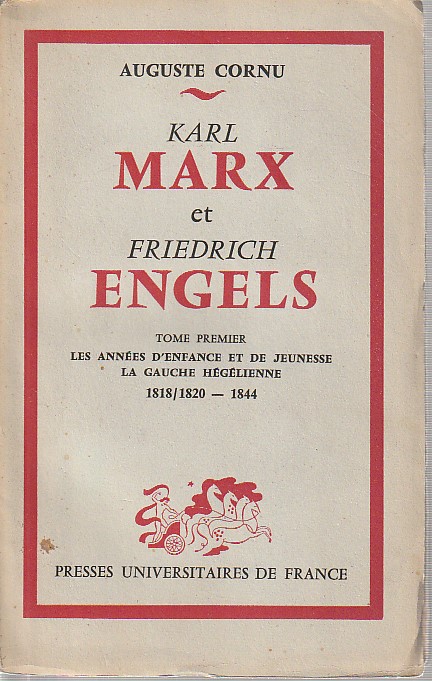 AUGUSTE CORNU
KARL
MARX
et
FRIEDRICH
ENGELS
TOME PREMIER
LES ANNÉES D'ENFANCE ET DE JEUNESSE
LA GAUCHE HÉGÉLIENNE
1818/1820 — 1844
PRESSES UNIVERSITAIRES DE FRANCE